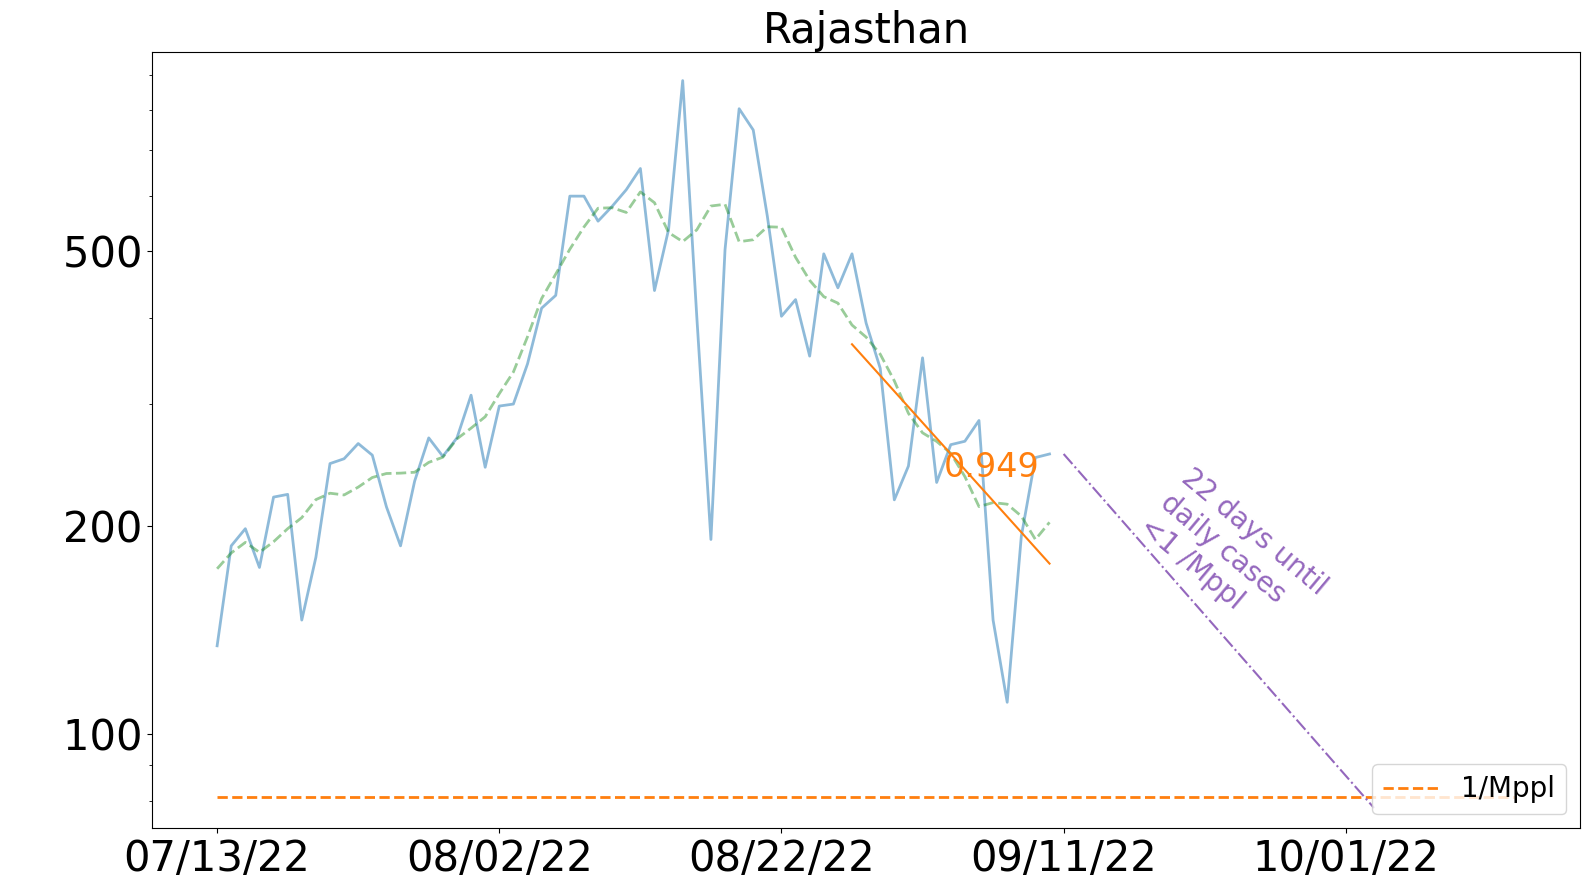 Rajasthan
500
200
100
0.949
22 days until
daily cases
<1 /Mppl
1/Mppl
07/13/22
08/02/22
08/22/22
09/11/22
10/01/22